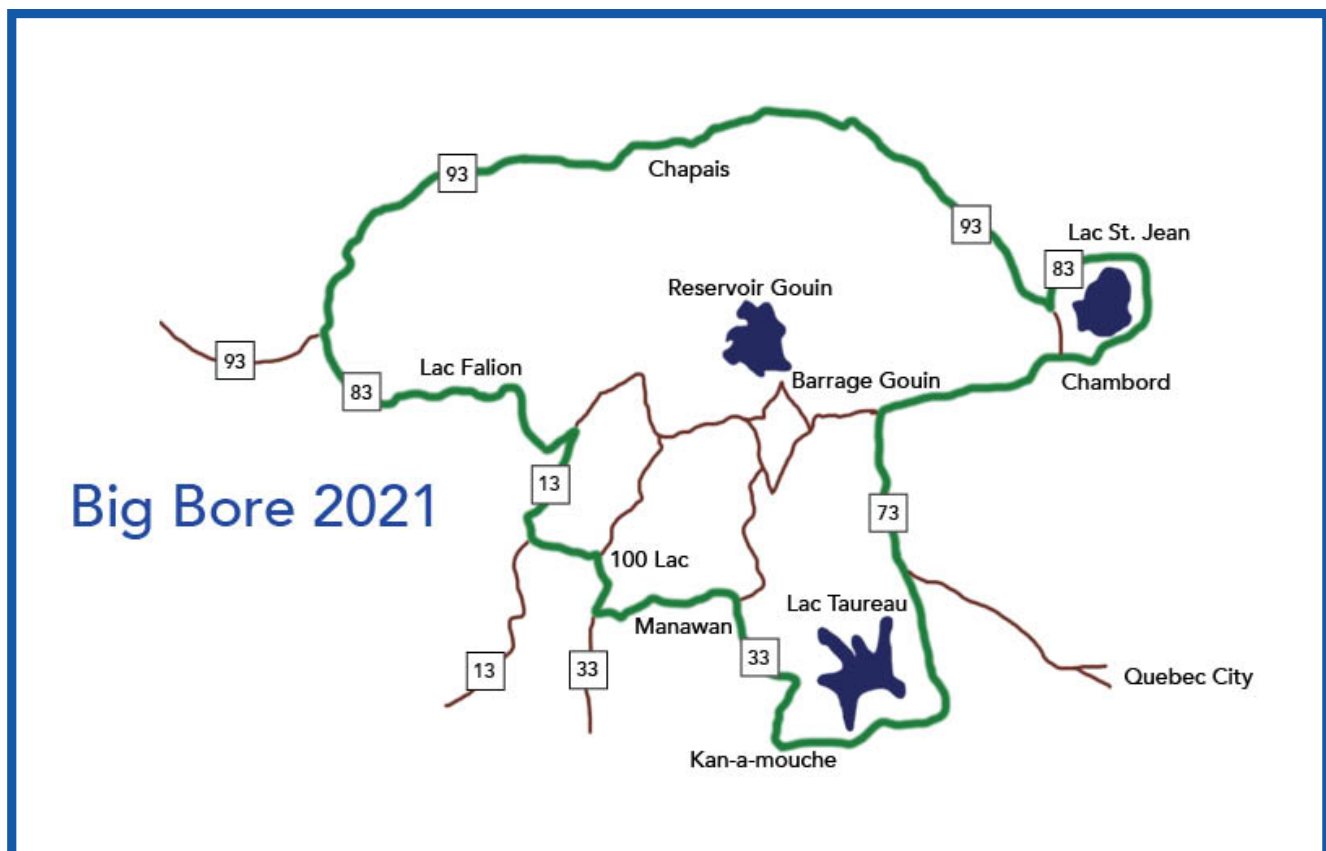 93
Chapais
93
Lac St. Jean
83
Reservoir Gouin
93
Lac Falion
83
Barrage Gouin
Chambord
13
Big Bore 2021
73
100 Lac
Lac Taureau
Manawan
33
13
33
Quebec City
Kan-a-mouche